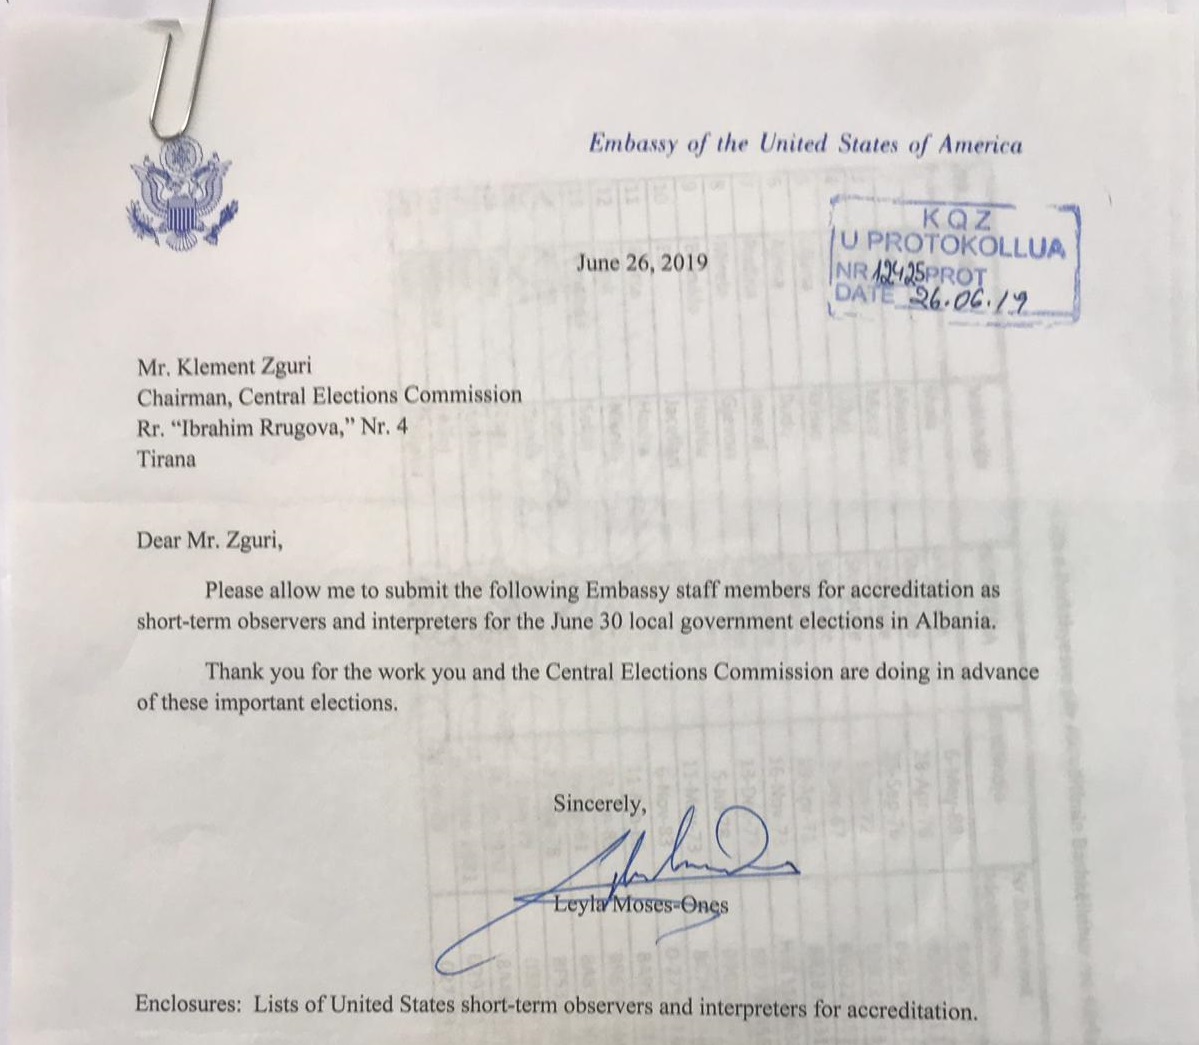 Embassy of the United States of America
KQZ
U PROTOKOLLUA
NR 12425 PROT
DATE 26.06.19
June 26, 2019
Mr. Klement Zguri
Chairman, Central Elections Commission
Rr. “Ibrahim Rrugova,” Nr. 4
Tirana
Dear Mr. Zguri,
Please allow me to submit the following Embassy staff members for accreditation as
short-term observers and interpreters for the June 30 local government elections in Albania.
Thank you for the work you and the Central Elections Commission are doing in advance
of these important elections.
Sincerely,
Leyla Moses-Ones
Enclosures: Lists of United States short-term observers and interpreters for accreditation.